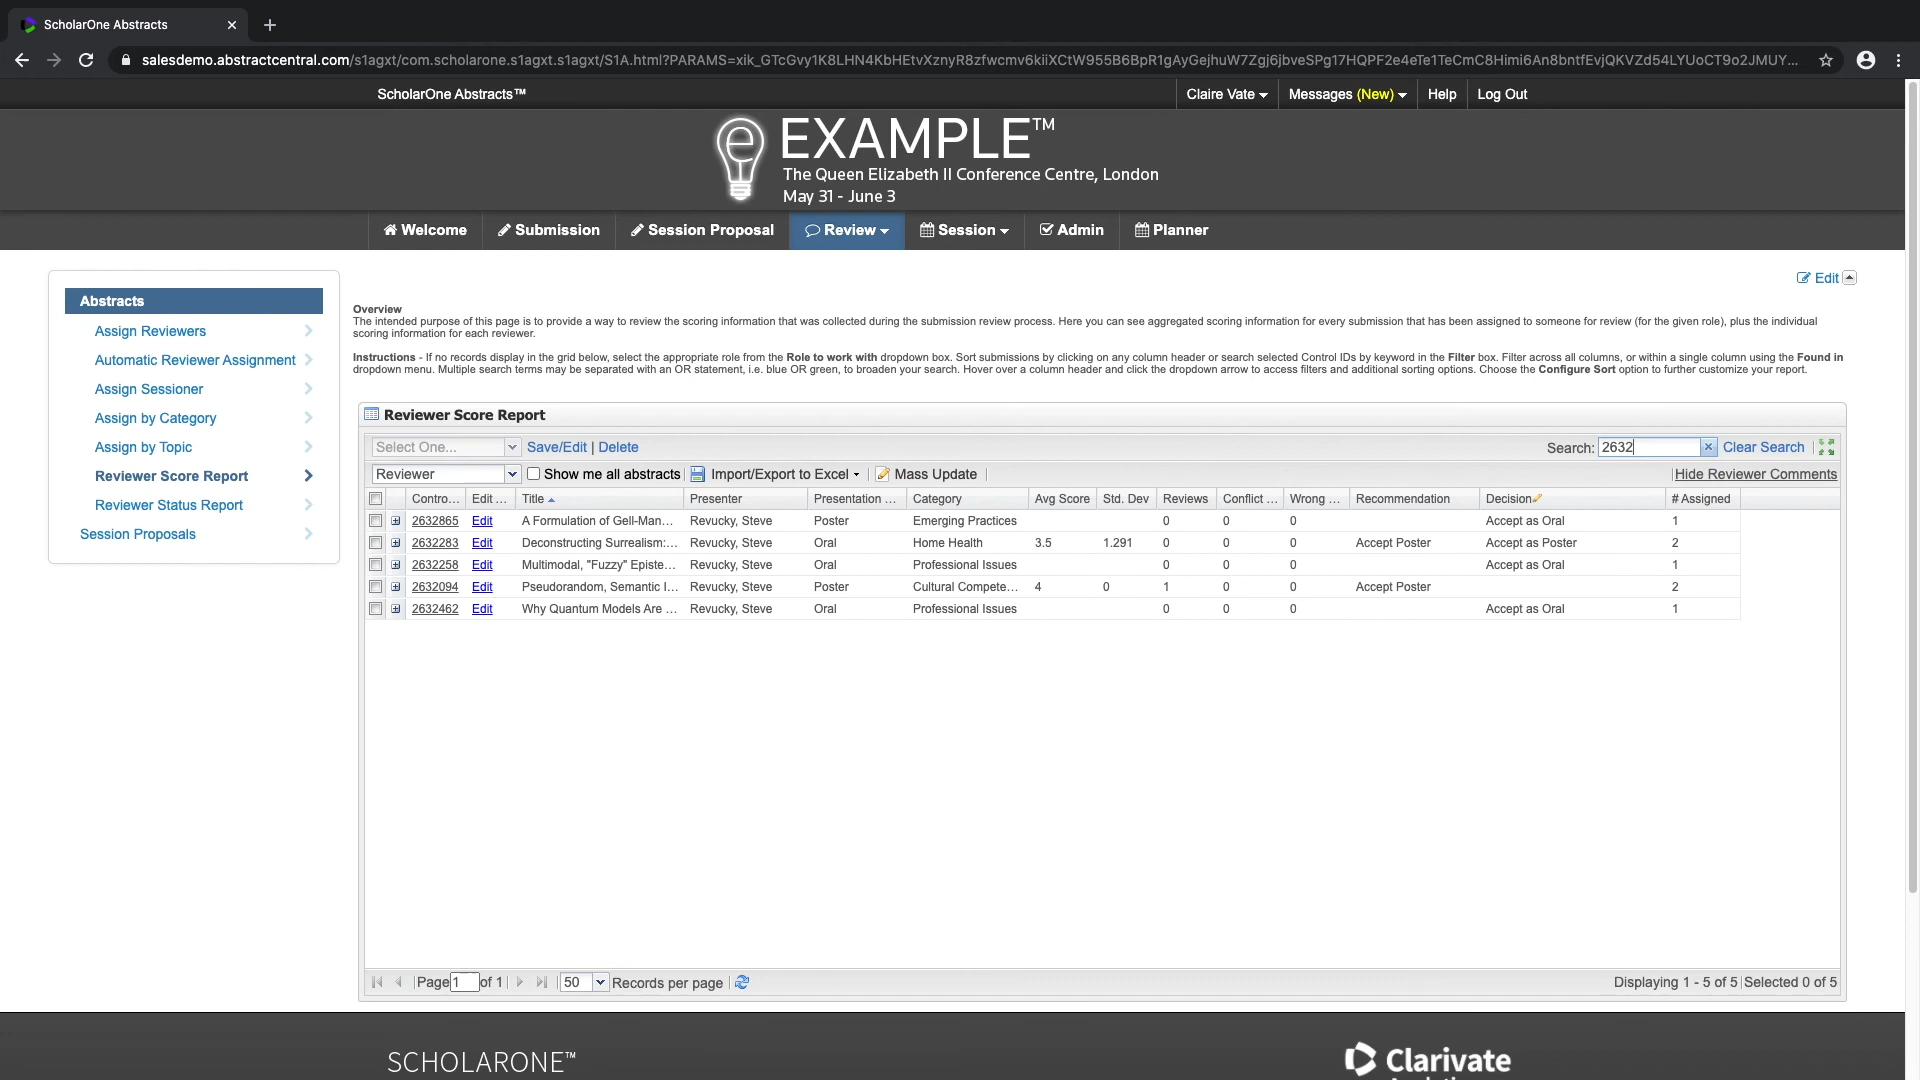 ScholarOne Abstracts
salesdemo.abstractcentral.com/s1agxt/com.scholarone.s1agxt.s1agxt/S1A.html?PARAMS=xik_GTcGvy1K8LHN4KbHEtvXznyR8zfwcmv6kiiXCtW955B6BpR1gAyGejhuW7Zgj6jbveSPg17HQPF2e4eTe1TeCmC8Himi6An8bntfEvjQKVZd54LYUoCT9o2JMUY...
ScholarOne Abstracts™ Claire Vate Messages (New) Help Log Out
EXAMPLE™
The Queen Elizabeth II Conference Centre, London
May 31 - June 3
Welcome Submission Session Proposal Review Session Admin Planner
Edit
Abstracts
Assign Reviewers
Automatic Reviewer Assignment
Assign Sessioner
Assign by Category
Assign by Topic
Reviewer Score Report
Reviewer Status Report
Session Proposals
Overview
The intended purpose of this page is to provide a way to review the scoring information that was collected during the submission review process. Here you can see aggregated scoring information for every submission that has been assigned to someone for review (for the given role), plus the individual
scoring information for each reviewer.
Instructions - If no records display in the grid below, select the appropriate role from the Role to work with dropdown box. Sort submissions by clicking on any column header or search selected Control IDs by keyword in the Filter box. Filter across all columns, or within a single column using the Found in
dropdown menu. Multiple search terms may be separated with an OR statement, i.e. blue OR green, to broaden your search. Hover over a column header and click the dropdown arrow to access filters and additional sorting options. Choose the Configure Sort option to further customize your report.
Reviewer Score Report
Select One... Save/Edit | Delete Search: 2632 Clear Search
Reviewer Show me all abstracts Import/Export to Excel Mass Update Hide Reviewer Comments
Contro... Edit ... Title Presenter Presentation ... Category Avg Score Std. Dev Reviews Conflict ... Wrong ... Recommendation Decision # Assigned
2632865 Edit A Formulation of Gell-Man... Revucky, Steve Poster Emerging Practices 0 0 0 Accept as Oral 1
2632283 Edit Deconstructing Surrealism:... Revucky, Steve Oral Home Health 3.5 1.291 0 0 0 Accept Poster Accept as Poster 2
2632258 Edit Multimodal, "Fuzzy" Episte... Revucky, Steve Oral Professional Issues 0 0 0 Accept as Oral 1
2632094 Edit Pseudorandom, Semantic I... Revucky, Steve Poster Cultural Compete... 4 0 1 0 0 Accept Poster 2
2632462 Edit Why Quantum Models Are ... Revucky, Steve Oral Professional Issues 0 0 0 Accept as Oral 1
Page 1 of 1 50 Records per page Displaying 1 - 5 of 5 Selected 0 of 5
SCHOLARONE™ Clarivate